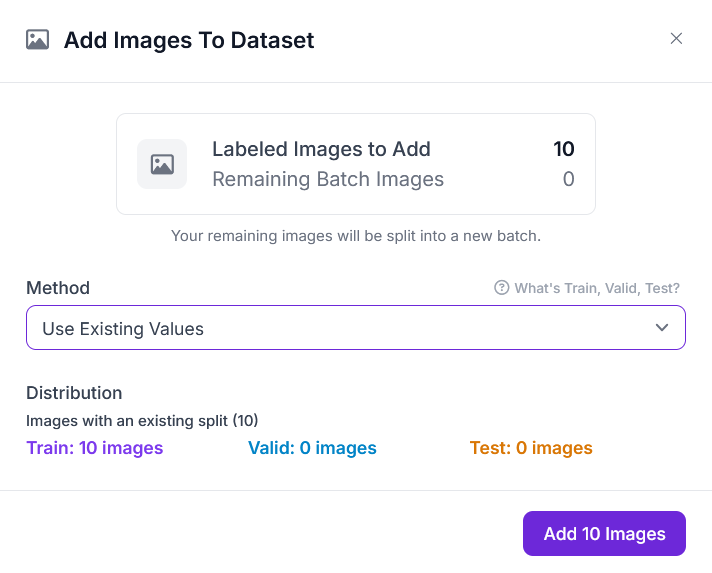 Add Images To Dataset
Labeled Images to Add 10
Remaining Batch Images 0
Your remaining images will be split into a new batch.
Method What's Train, Valid, Test?
Use Existing Values
Distribution
Images with an existing split (10)
Train: 10 images Valid: 0 images Test: 0 images
Add 10 Images